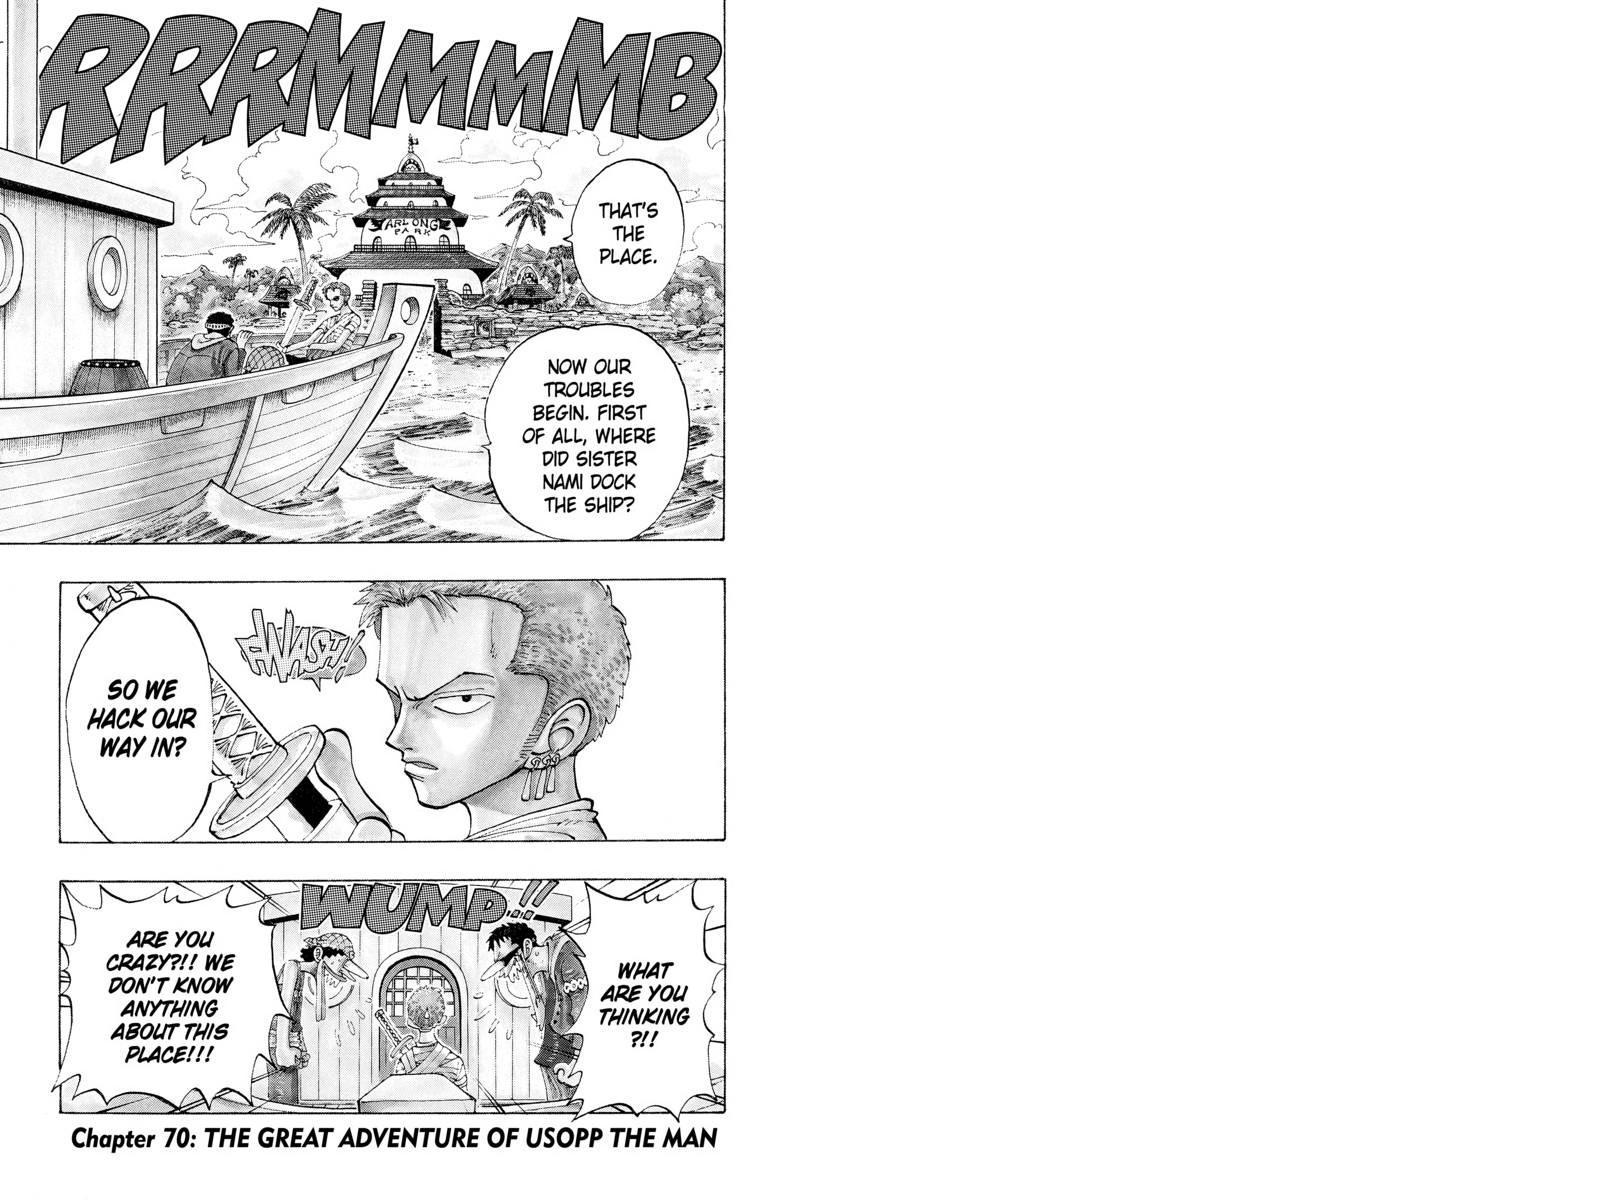 RRRMMMMB
ARLONG
PARK
THAT'S
THE
PLACE.
NOW OUR
TROUBLES
BEGIN. FIRST
OF ALL, WHERE
DID SISTER
NAMI DOCK
THE SHIP?
SO WE
HACK OUR
WAY IN?
FWASH!
WUMP..!!
WHAT
ARE YOU
THINKING
?!!
ARE YOU
CRAZY?!! WE
DON'T KNOW
ANYTHING
ABOUT THIS
PLACE!!!
Chapter 70: THE GREAT ADVENTURE OF USOPP THE MAN